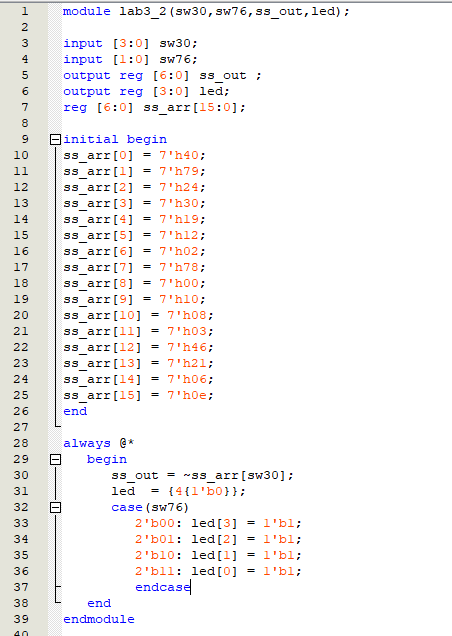 1 module lab3_2(sw30,sw76,ss_out,led);
2
3 input [3:0] sw30;
4 input [1:0] sw76;
5 output reg [6:0] ss_out ;
6 output reg [3:0] led;
7 reg [6:0] ss_arr[15:0];
8
9 initial begin
10 ss_arr[0] = 7'h40;
11 ss_arr[1] = 7'h79;
12 ss_arr[2] = 7'h24;
13 ss_arr[3] = 7'h30;
14 ss_arr[4] = 7'h19;
15 ss_arr[5] = 7'h12;
16 ss_arr[6] = 7'h02;
17 ss_arr[7] = 7'h78;
18 ss_arr[8] = 7'h00;
19 ss_arr[9] = 7'h10;
20 ss_arr[10] = 7'h08;
21 ss_arr[11] = 7'h03;
22 ss_arr[12] = 7'h46;
23 ss_arr[13] = 7'h21;
24 ss_arr[14] = 7'h06;
25 ss_arr[15] = 7'h0e;
26 end
27
28 always @*
29 begin
30 ss_out = ~ss_arr[sw30];
31 led = {4{1'b0}};
32 case(sw76)
33 2'b00: led[3] = 1'b1;
34 2'b01: led[2] = 1'b1;
35 2'b10: led[1] = 1'b1;
36 2'b11: led[0] = 1'b1;
37 endcase
38 end
39 endmodule
40